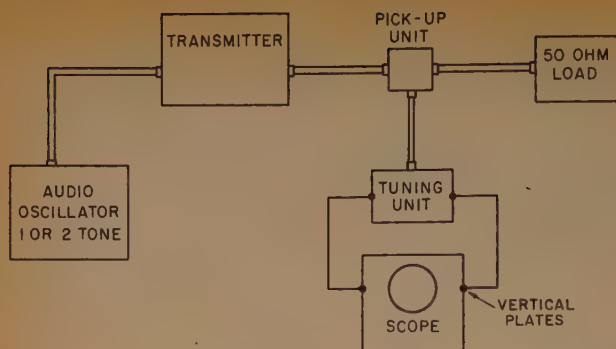 TRANSMITTER
PICK-UP
UNIT
50 OHM
LOAD
AUDIO
OSCILLATOR
1 OR 2 TONE
TUNING
UNIT
SCOPE
VERTICAL
PLATES